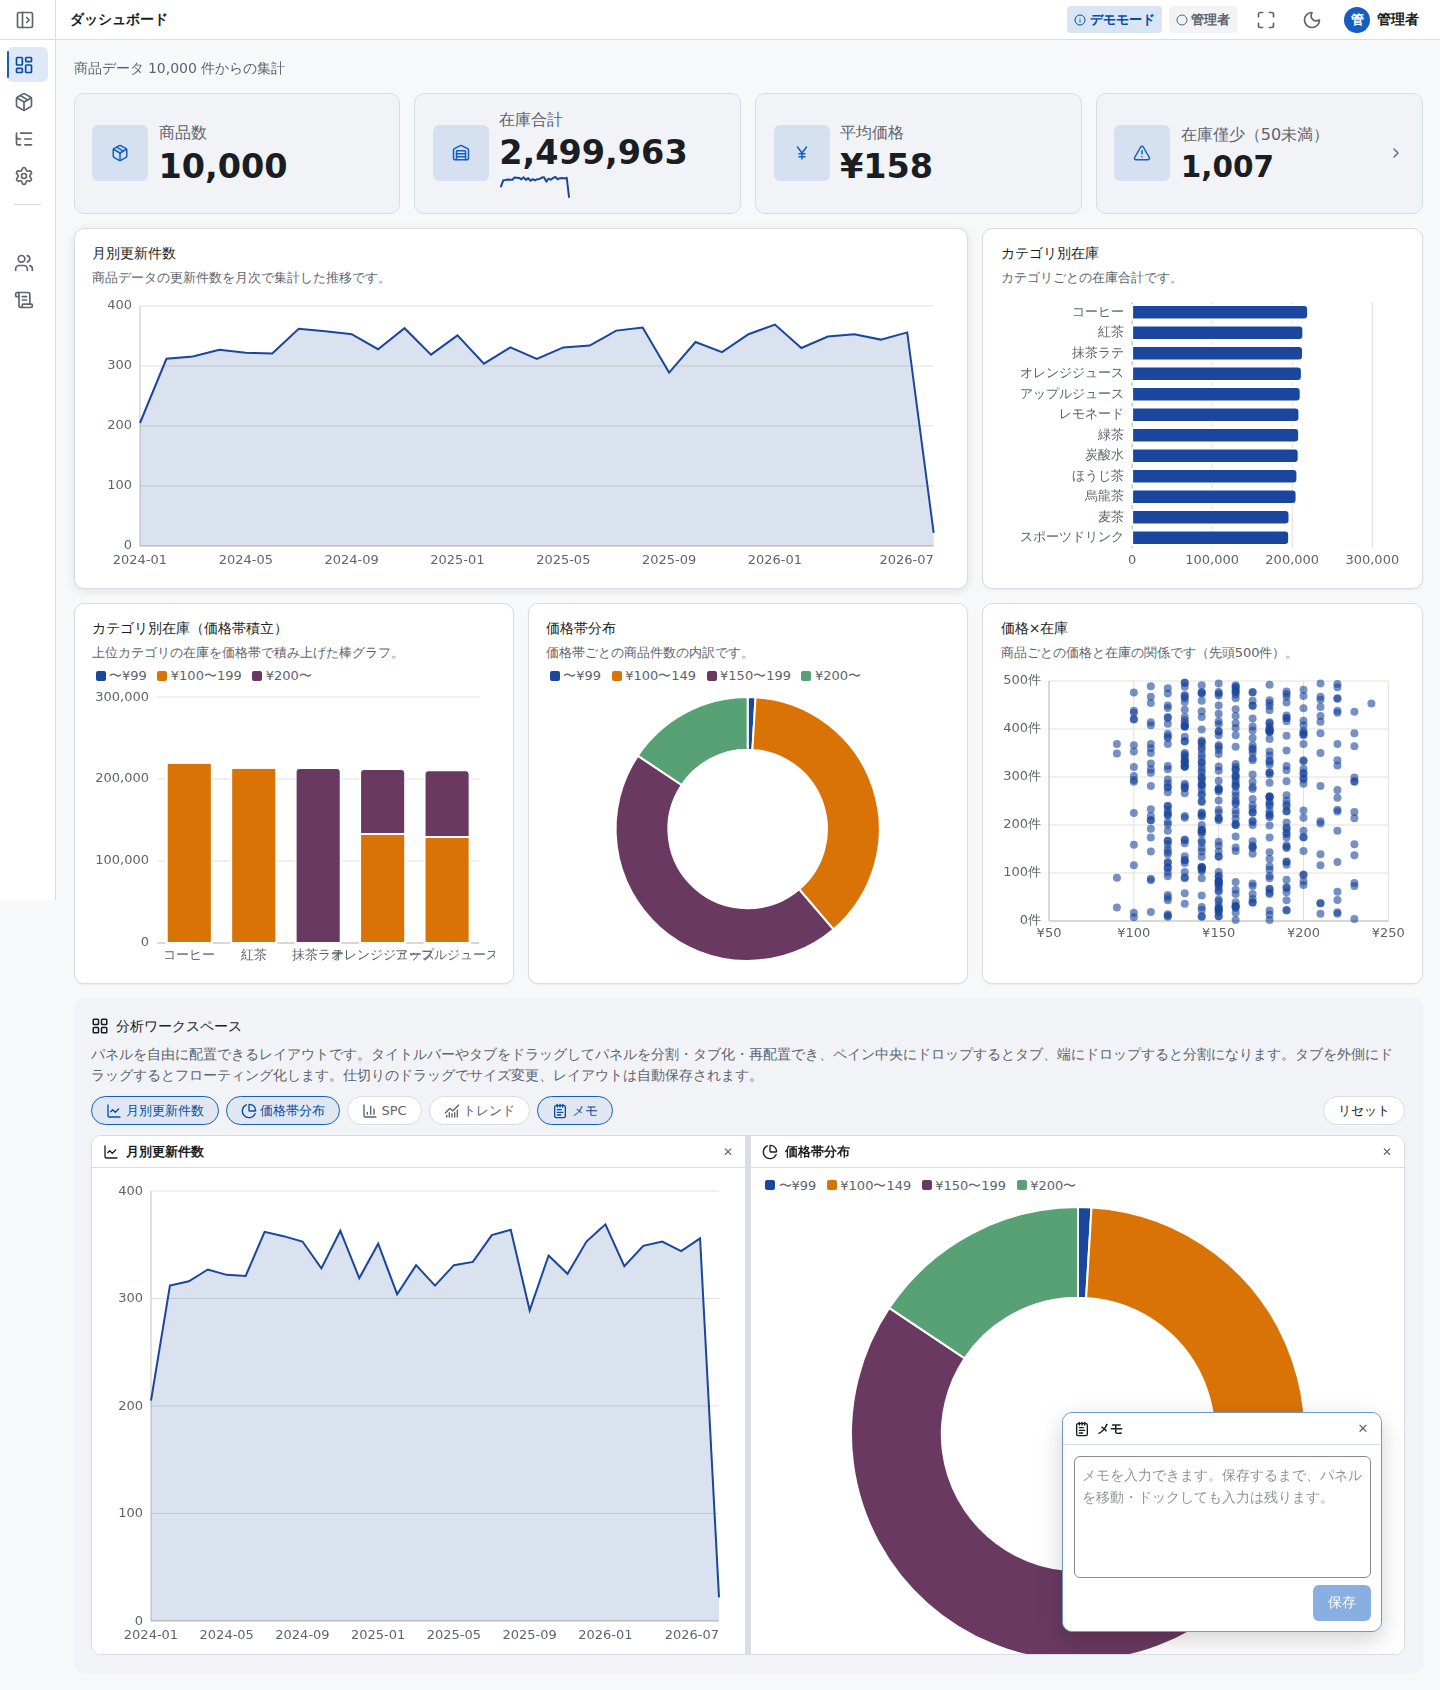 ダッシュボード
デモモード
管理者
管 管理者
商品データ 10,000 件からの集計
商品数
10,000
在庫合計
2,499,963
平均価格
¥158
在庫僅少（50未満）
1,007
月別更新件数
商品データの更新件数を月次で集計した推移です。
400
300
200
100
0
2024-01 2024-05 2024-09 2025-01 2025-05 2025-09 2026-01 2026-07
カテゴリ別在庫
カテゴリごとの在庫合計です。
コーヒー
紅茶
抹茶ラテ
オレンジジュース
アップルジュース
レモネード
緑茶
炭酸水
ほうじ茶
烏龍茶
麦茶
スポーツドリンク
0 100,000 200,000 300,000
カテゴリ別在庫（価格帯積立）
上位カテゴリの在庫を価格帯で積み上げた棒グラフ。
〜¥99 ¥100〜199 ¥200〜
300,000
200,000
100,000
0
コーヒー 紅茶 抹茶ラテ オレンジジュース アップルジュース
価格帯分布
価格帯ごとの商品件数の内訳です。
〜¥99 ¥100〜149 ¥150〜199 ¥200〜
価格×在庫
商品ごとの価格と在庫の関係です（先頭500件）。
500件
400件
300件
200件
100件
0件
¥50 ¥100 ¥150 ¥200 ¥250
分析ワークスペース
パネルを自由に配置できるレイアウトです。タイトルバーやタブをドラッグしてパネルを分割・タブ化・再配置でき、ペイン中央にドロップするとタブ、端にドロップすると分割になります。タブを外側にド
ラッグするとフローティング化します。仕切りのドラッグでサイズ変更、レイアウトは自動保存されます。
月別更新件数 価格帯分布 SPC トレンド メモ リセット
月別更新件数
400
300
200
100
0
2024-01 2024-05 2024-09 2025-01 2025-05 2025-09 2026-01 2026-07
価格帯分布
〜¥99 ¥100〜149 ¥150〜199 ¥200〜
メモ
メモを入力できます。保存するまで、パネル
を移動・ドックしても入力は残ります。
保存